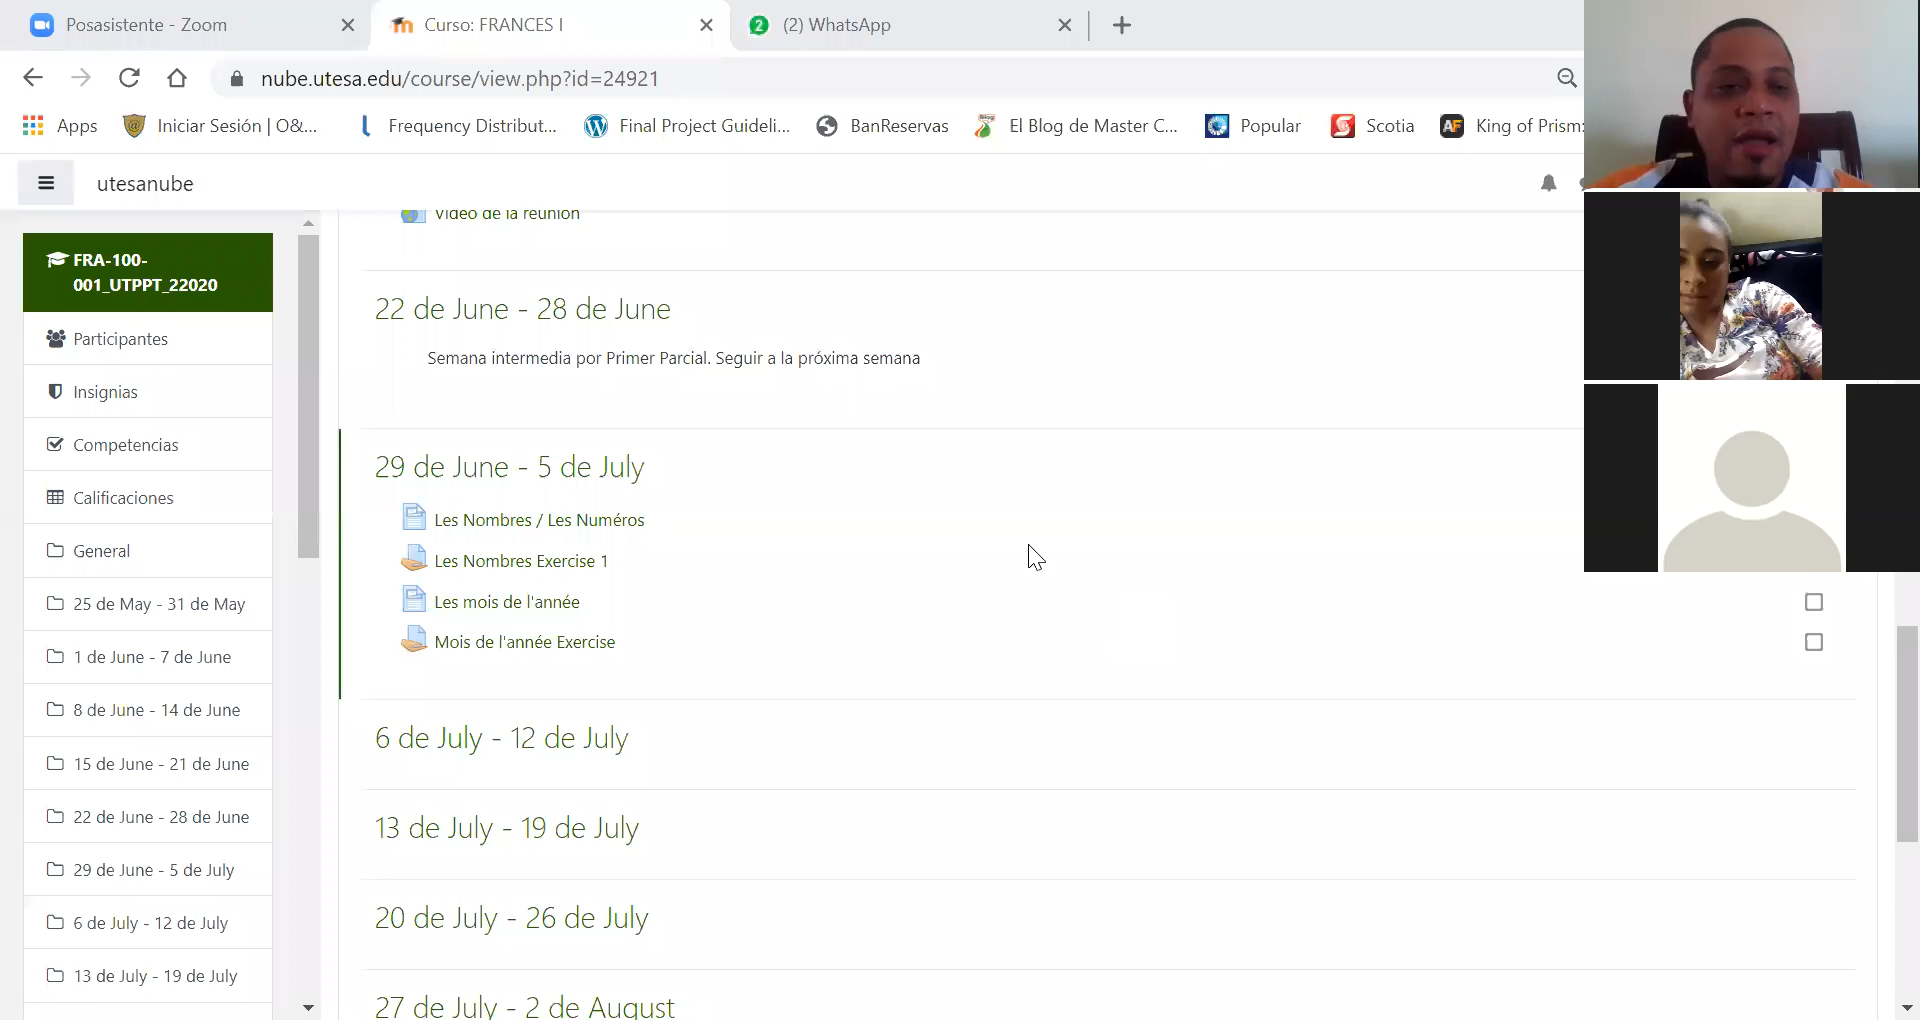 Posasistente - Zoom
Curso: FRANCES I
2
(2) WhatsApp
nube.utesa.edu/course/view.php?id=24921
Apps
Iniciar Sesión | O&...
Frequency Distribut...
Final Project Guideli...
BanReservas
Blog
El Blog de Master C...
Popular
Scotia
AF
King of Prism:
utesanube
Video de la reunion
FRA-100-
001_UTPPT_22020
Participantes
Insignias
Competencias
Calificaciones
General
25 de May - 31 de May
1 de June - 7 de June
8 de June - 14 de June
15 de June - 21 de June
22 de June - 28 de June
29 de June - 5 de July
6 de July - 12 de July
13 de July - 19 de July
22 de June - 28 de June
Semana intermedia por Primer Parcial. Seguir a la próxima semana
29 de June - 5 de July
Les Nombres / Les Numéros
Les Nombres Exercise 1
Les mois de l'année
Mois de l'année Exercise
6 de July - 12 de July
13 de July - 19 de July
20 de July - 26 de July
27 de July - 2 de August